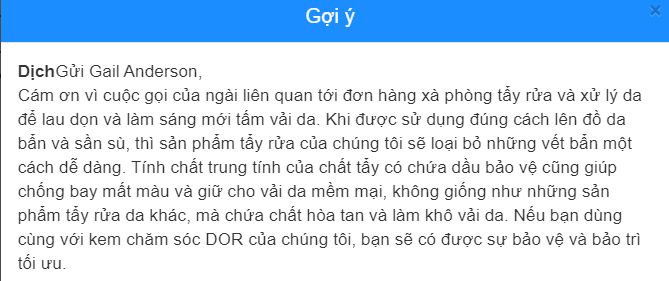 Gợi ý
×
DịchGửi Gail Anderson,
Cám ơn vì cuộc gọi của ngài liên quan tới đơn hàng xà phòng tẩy rửa và xử lý da
để lau dọn và làm sáng mới tấm vải da. Khi được sử dụng đúng cách lên đồ da
bẩn và sần sù, thì sản phẩm tẩy rửa của chúng tôi sẽ loại bỏ những vết bẩn một
cách dễ dàng. Tính chất trung tính của chất tẩy có chứa dầu bảo vệ cũng giúp
chống bay mất màu và giữ cho vải da mềm mại, không giống như những sản
phẩm tẩy rửa da khác, mà chứa chất hòa tan và làm khô vải da. Nếu bạn dùng
cùng với kem chăm sóc DOR của chúng tôi, bạn sẽ có được sự bảo vệ và bảo trì
tối ưu.